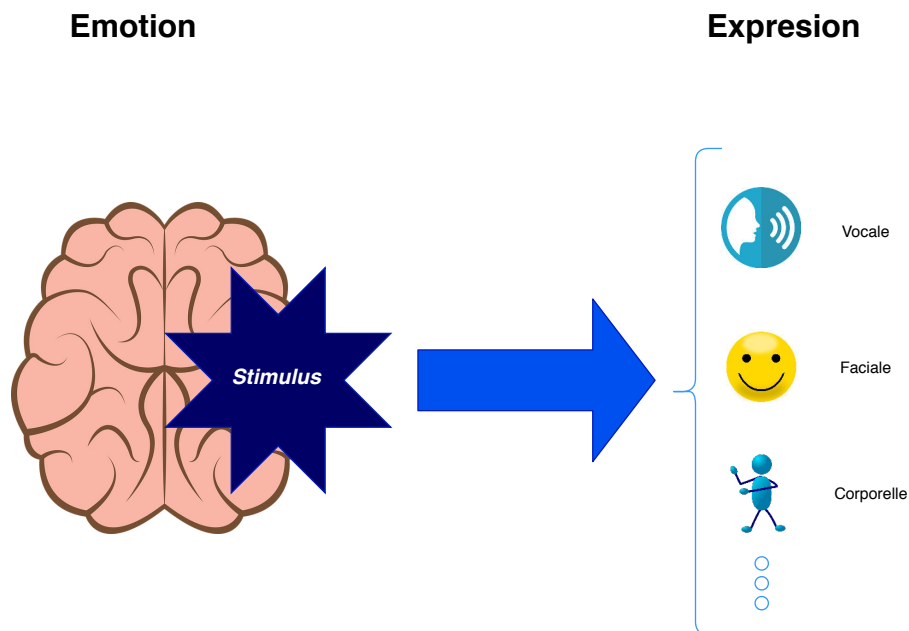 Emotion
Expresion
Stimulus
Vocale
Faciale
Corporelle